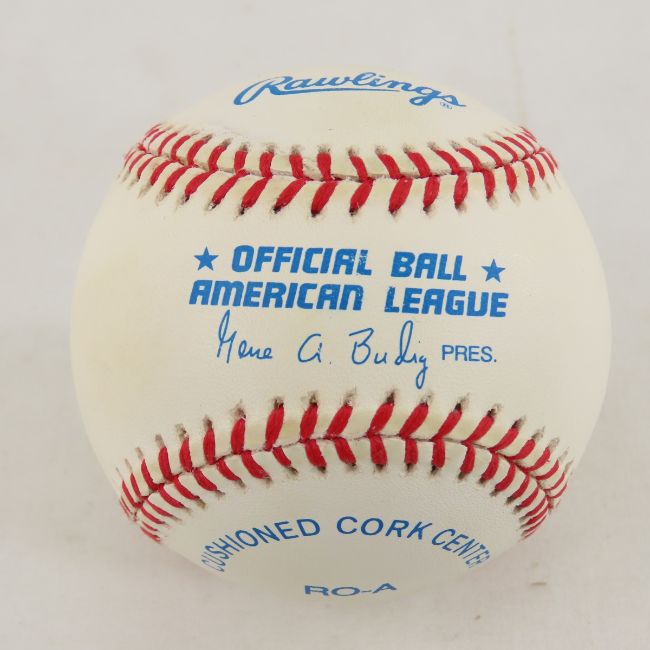 Rawlings®
★ OFFICIAL BALL ★
AMERICAN LEAGUE
Gene A. Budig PRES.
CUSHIONED CORK CENTER
RO-A